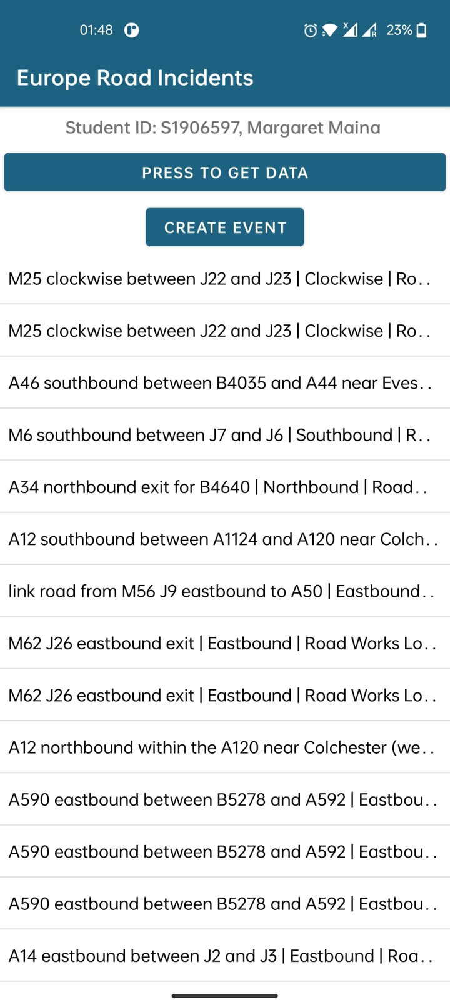 01:48
X
R
23%
Europe Road Incidents
Student ID: S1906597, Margaret Maina
PRESS TO GET DATA
CREATE EVENT
M25 clockwise between J22 and J23 | Clockwise | Ro..
M25 clockwise between J22 and J23 | Clockwise | Ro..
A46 southbound between B4035 and A44 near Eves..
M6 southbound between J7 and J6 | Southbound | R..
A34 northbound exit for B4640 | Northbound | Road..
A12 southbound between A1124 and A120 near Colch..
link road from M56 J9 eastbound to A50 | Eastbound..
M62 J26 eastbound exit | Eastbound | Road Works Lo..
M62 J26 eastbound exit | Eastbound | Road Works Lo..
A12 northbound within the A120 near Colchester (we..
A590 eastbound between B5278 and A592 | Eastbou..
A590 eastbound between B5278 and A592 | Eastbou..
A590 eastbound between B5278 and A592 | Eastbou..
A14 eastbound between J2 and J3 | Eastbound | Roa..